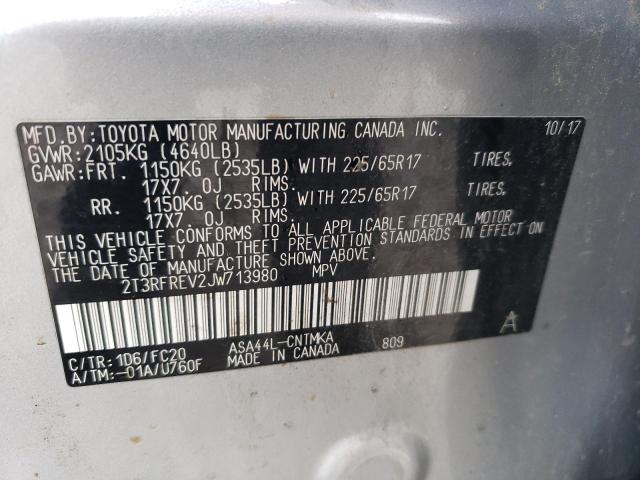 MFD.BY:TOYOTA MOTOR MANUFACTURING CANADA INC. 10/17
GVWR:2105KG (4640LB)
GAWR:FRT. 1150KG (2535LB) WITH 225/65R17 TIRES,
17X7. 0J RIMS.
RR. 1150KG (2535LB) WITH 225/65R17 TIRES,
17X7. 0J RIMS.
THIS VEHICLE CONFORMS TO ALL APPLICABLE FEDERAL MOTOR
VEHICLE SAFETY AND THEFT PREVENTION STANDARDS IN EFFECT ON
THE DATE OF MANUFACTURE SHOWN ABOVE.
2T3RFREV2JW713980 MPV
A
C/TR: 1D6/FC20 ASA44L-CNTMKA 809
A/TM:-01A/U760F MADE IN CANADA